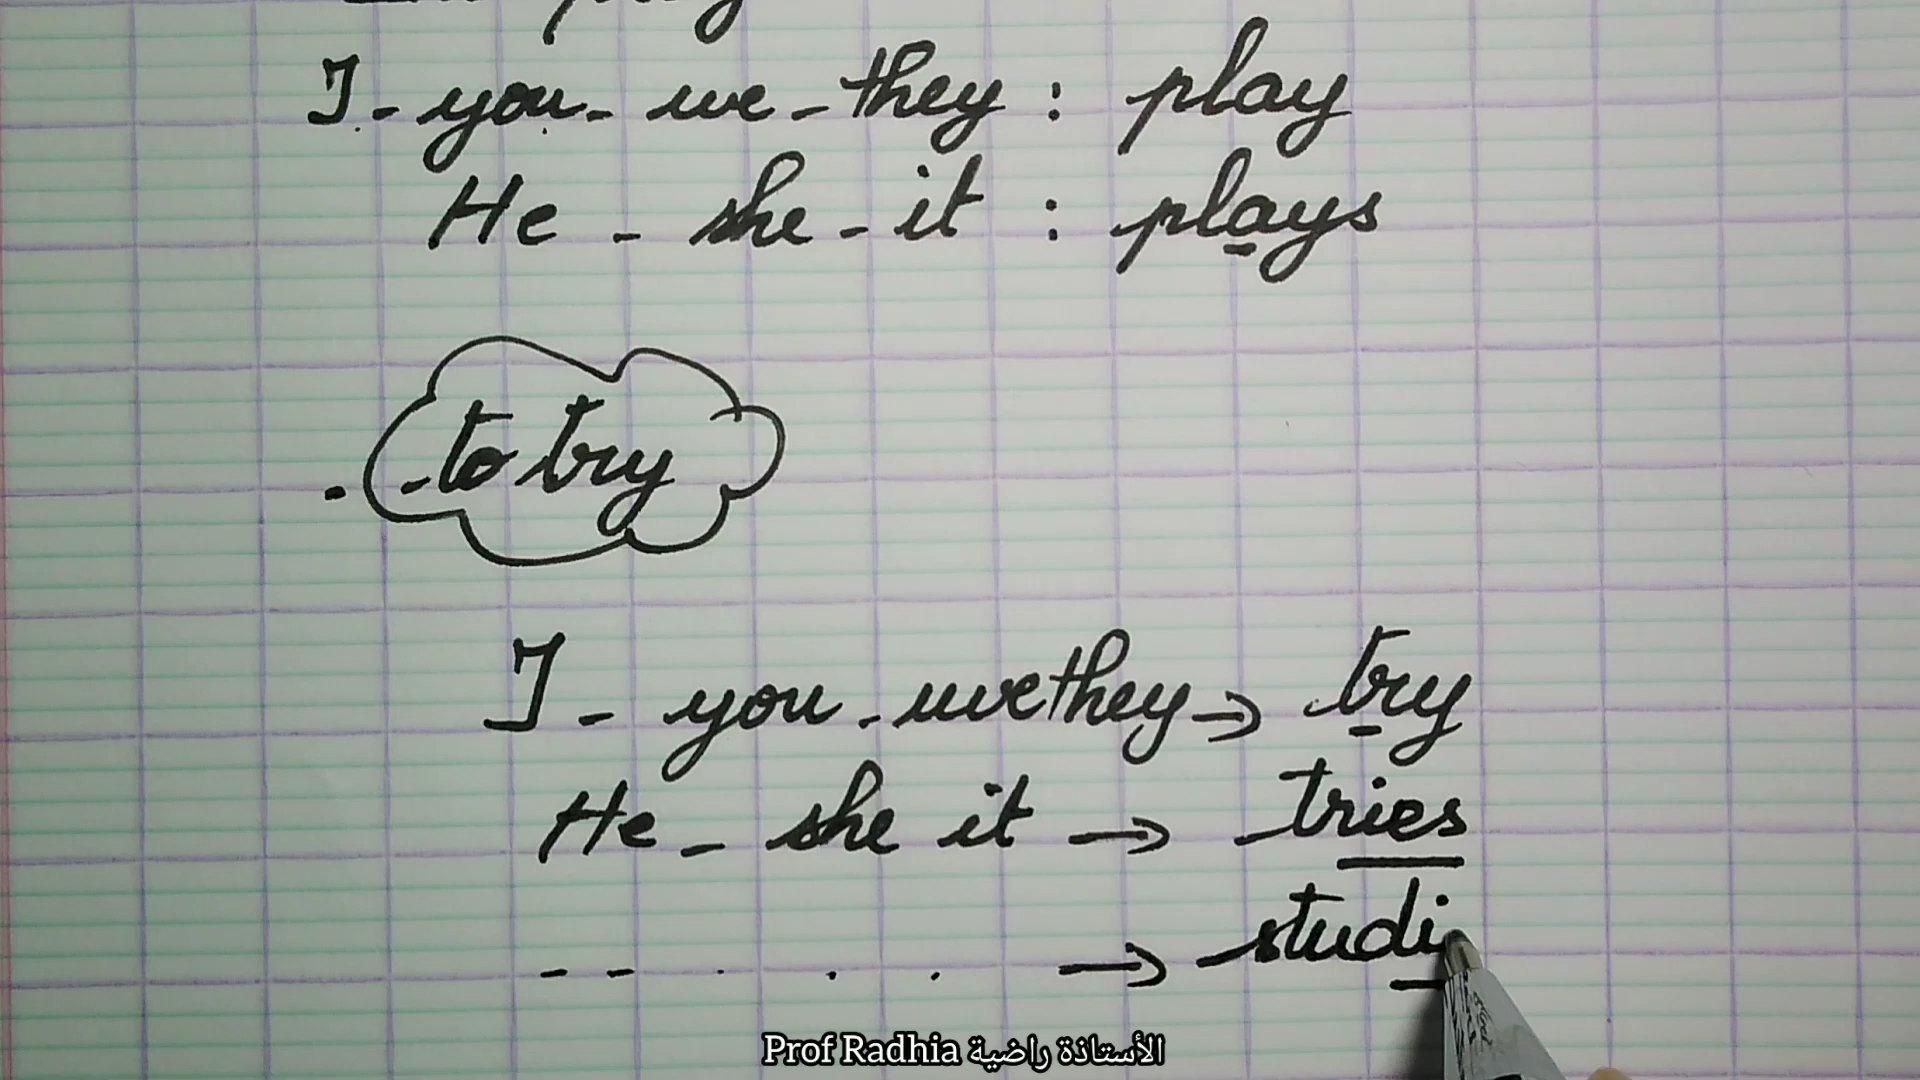 I - you - we - they : play
He - she - it : plays
. - to try
I - you - we they → try
He - she it → tries
- - . . . → studi
Prof Radhia الأستاذة راضية